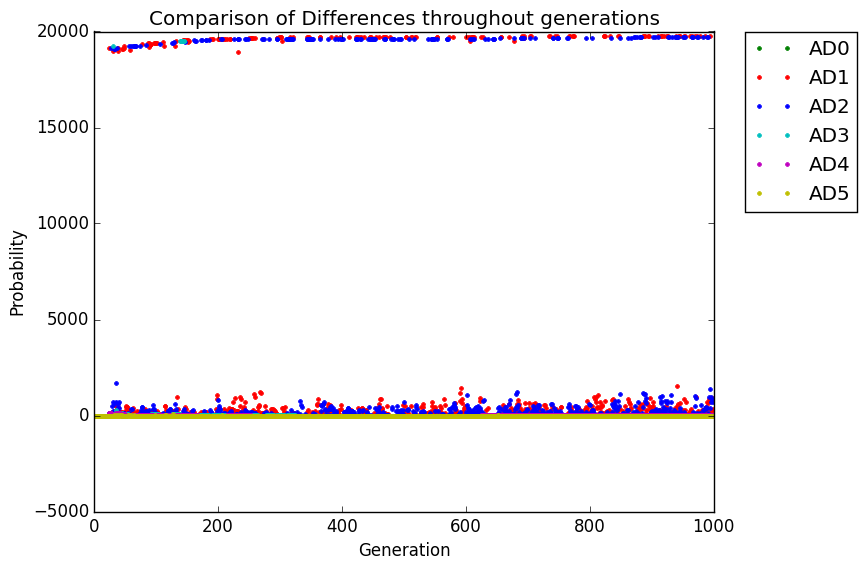 Comparison of Differences throughout generations
20000
15000
10000
5000
0
−5000
Probability
0 200 400 600 800 1000
Generation
AD0
AD1
AD2
AD3
AD4
AD5